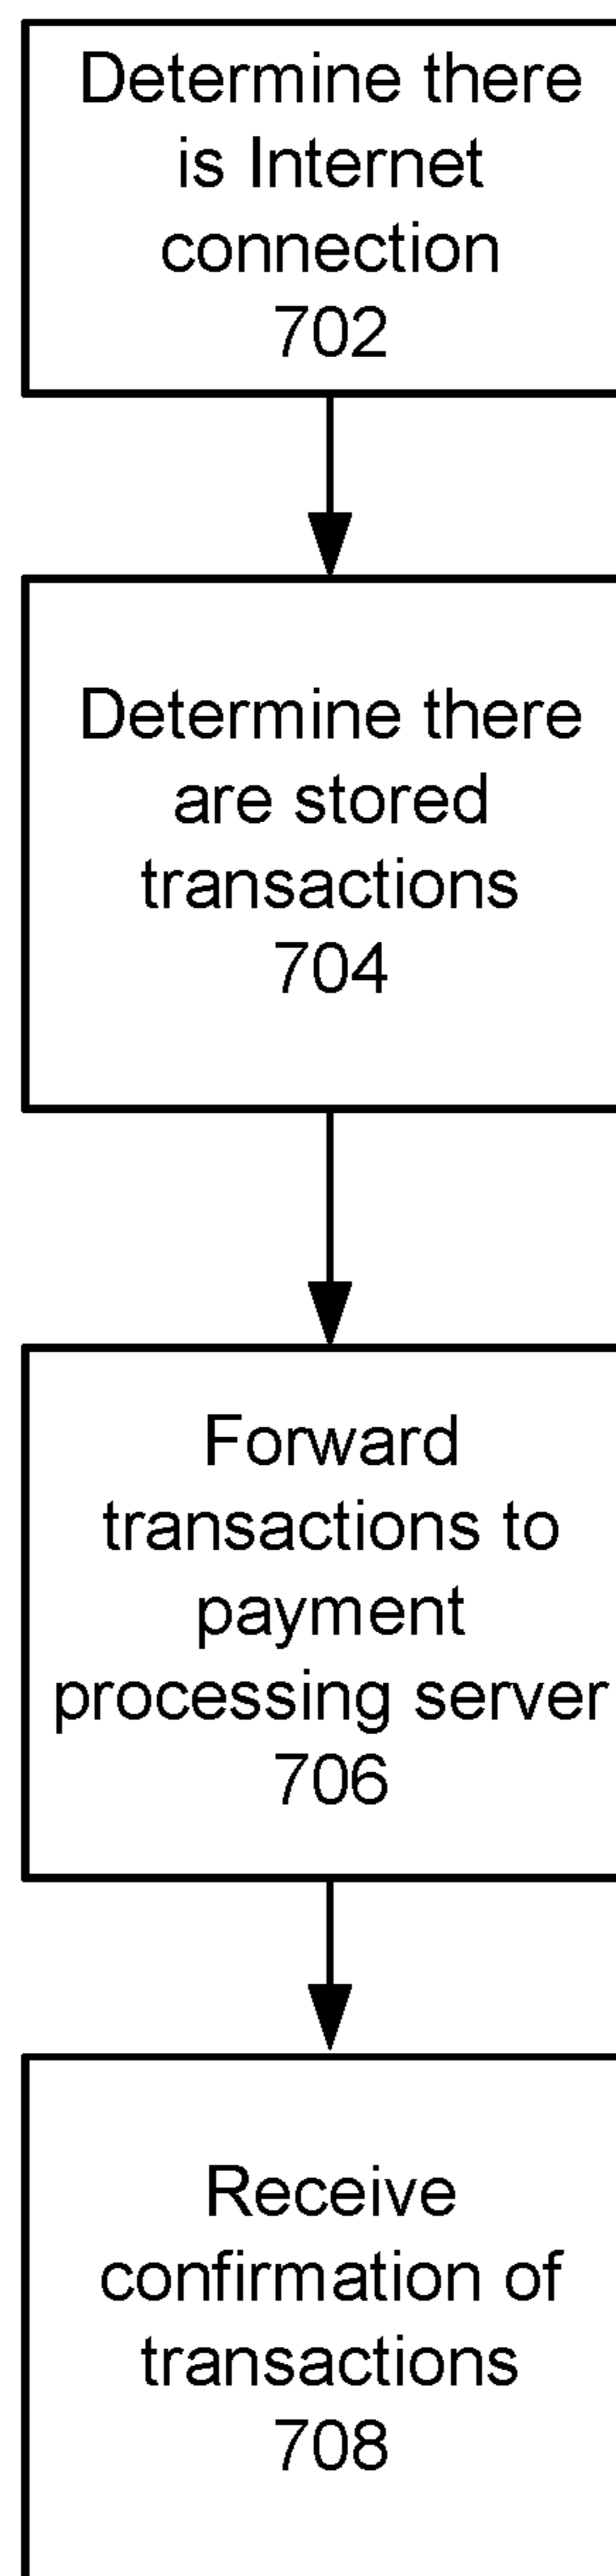 Determine there
is Internet
connection
702
Determine there
are stored
transactions
704
Forward
transactions to
payment
processing server
706
Receive
confirmation of
transactions
708